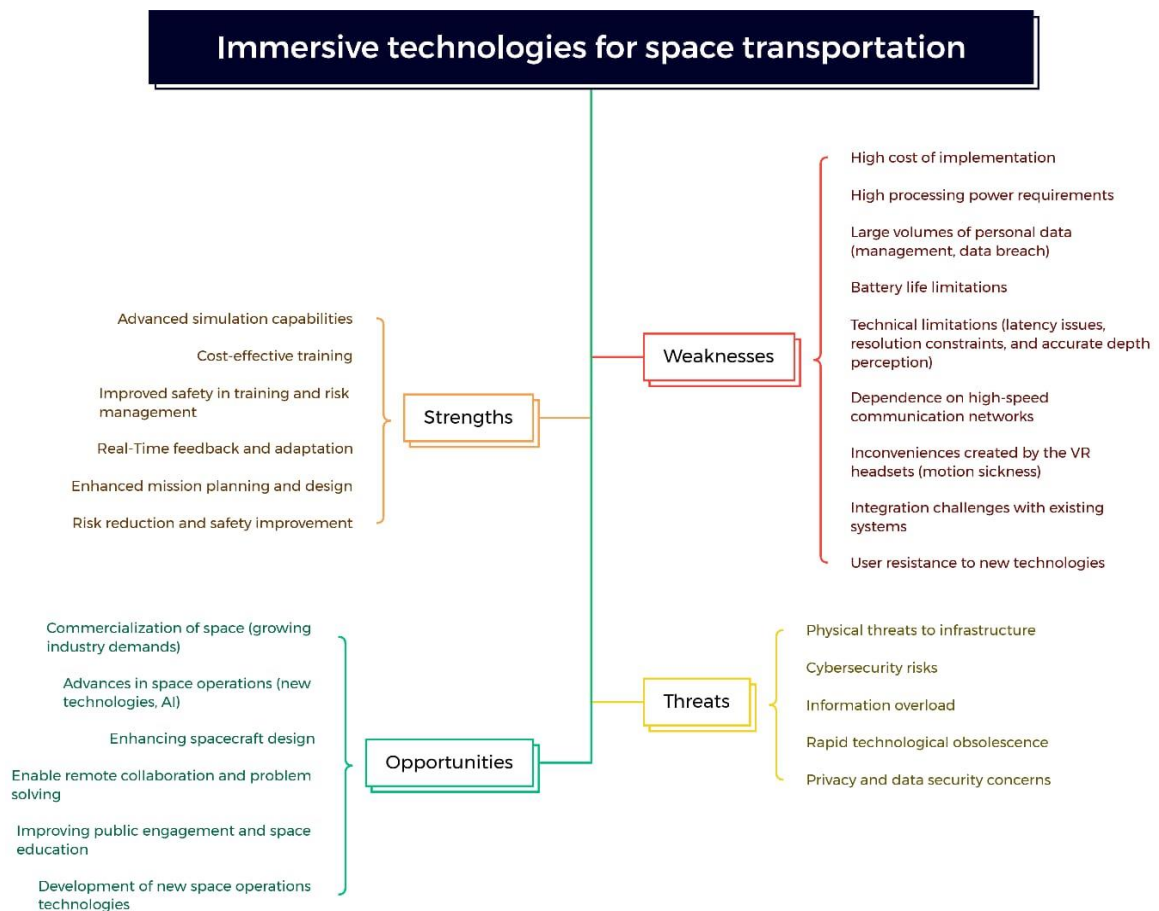 Immersive technologies for space transportation
Strengths
Advanced simulation capabilities
Cost-effective training
Improved safety in training and risk
management
Real-Time feedback and adaptation
Enhanced mission planning and design
Risk reduction and safety improvement
Weaknesses
High cost of implementation
High processing power requirements
Large volumes of personal data
(management, data breach)
Battery life limitations
Technical limitations (latency issues,
resolution constraints, and accurate depth
perception)
Dependence on high-speed
communication networks
Inconveniences created by the VR
headsets (motion sickness)
Integration challenges with existing
systems
User resistance to new technologies
Opportunities
Commercialization of space (growing
industry demands)
Advances in space operations (new
technologies, AI)
Enhancing spacecraft design
Enable remote collaboration and problem
solving
Improving public engagement and space
education
Development of new space operations
technologies
Threats
Physical threats to infrastructure
Cybersecurity risks
Information overload
Rapid technological obsolescence
Privacy and data security concerns